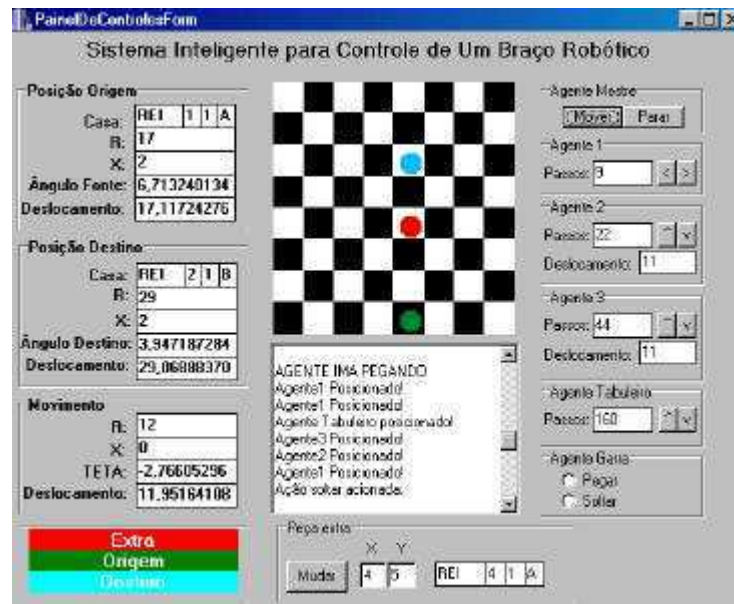 PainelDeControlesForm
Sistema Inteligente para Controle de Um Braço Robótico
Posição Origem
Casa: REI 1 1 A
R: 17
X: 2
Ângulo Fonte: 6,713240134
Deslocamento: 17,11724276
Posição Destino
Casa: REI 2 1 B
R: 29
X: 2
Ângulo Destino: 3,947187284
Deslocamento: 29,06888370
Movimento
R: 12
X: 0
TETA: -2,76605296
Deslocamento: 11,95164108
Extra
Origem
Destino
AGENTE IMA PEGANDO
Agente1 Posicionado!
Agente1 Posicionado!
Agente Tabuleiro posicionado!
Agente3 Posicionado!
Agente2 Posicionado!
Agente1 Posicionado!
Ação soltar acionada.
Peça extra
X Y
Mudar 4 5 REI 4 1 A
Agente Mestre
Mover Parar
Agente 1
Passos: 9 < >
Agente 2
Passos: 22 ^ v
Deslocamento: 11
Agente 3
Passos: 44 ^ v
Deslocamento: 11
Agente Tabuleiro
Passos: 160 ^ v
Agente Garra
Pegar
Soltar